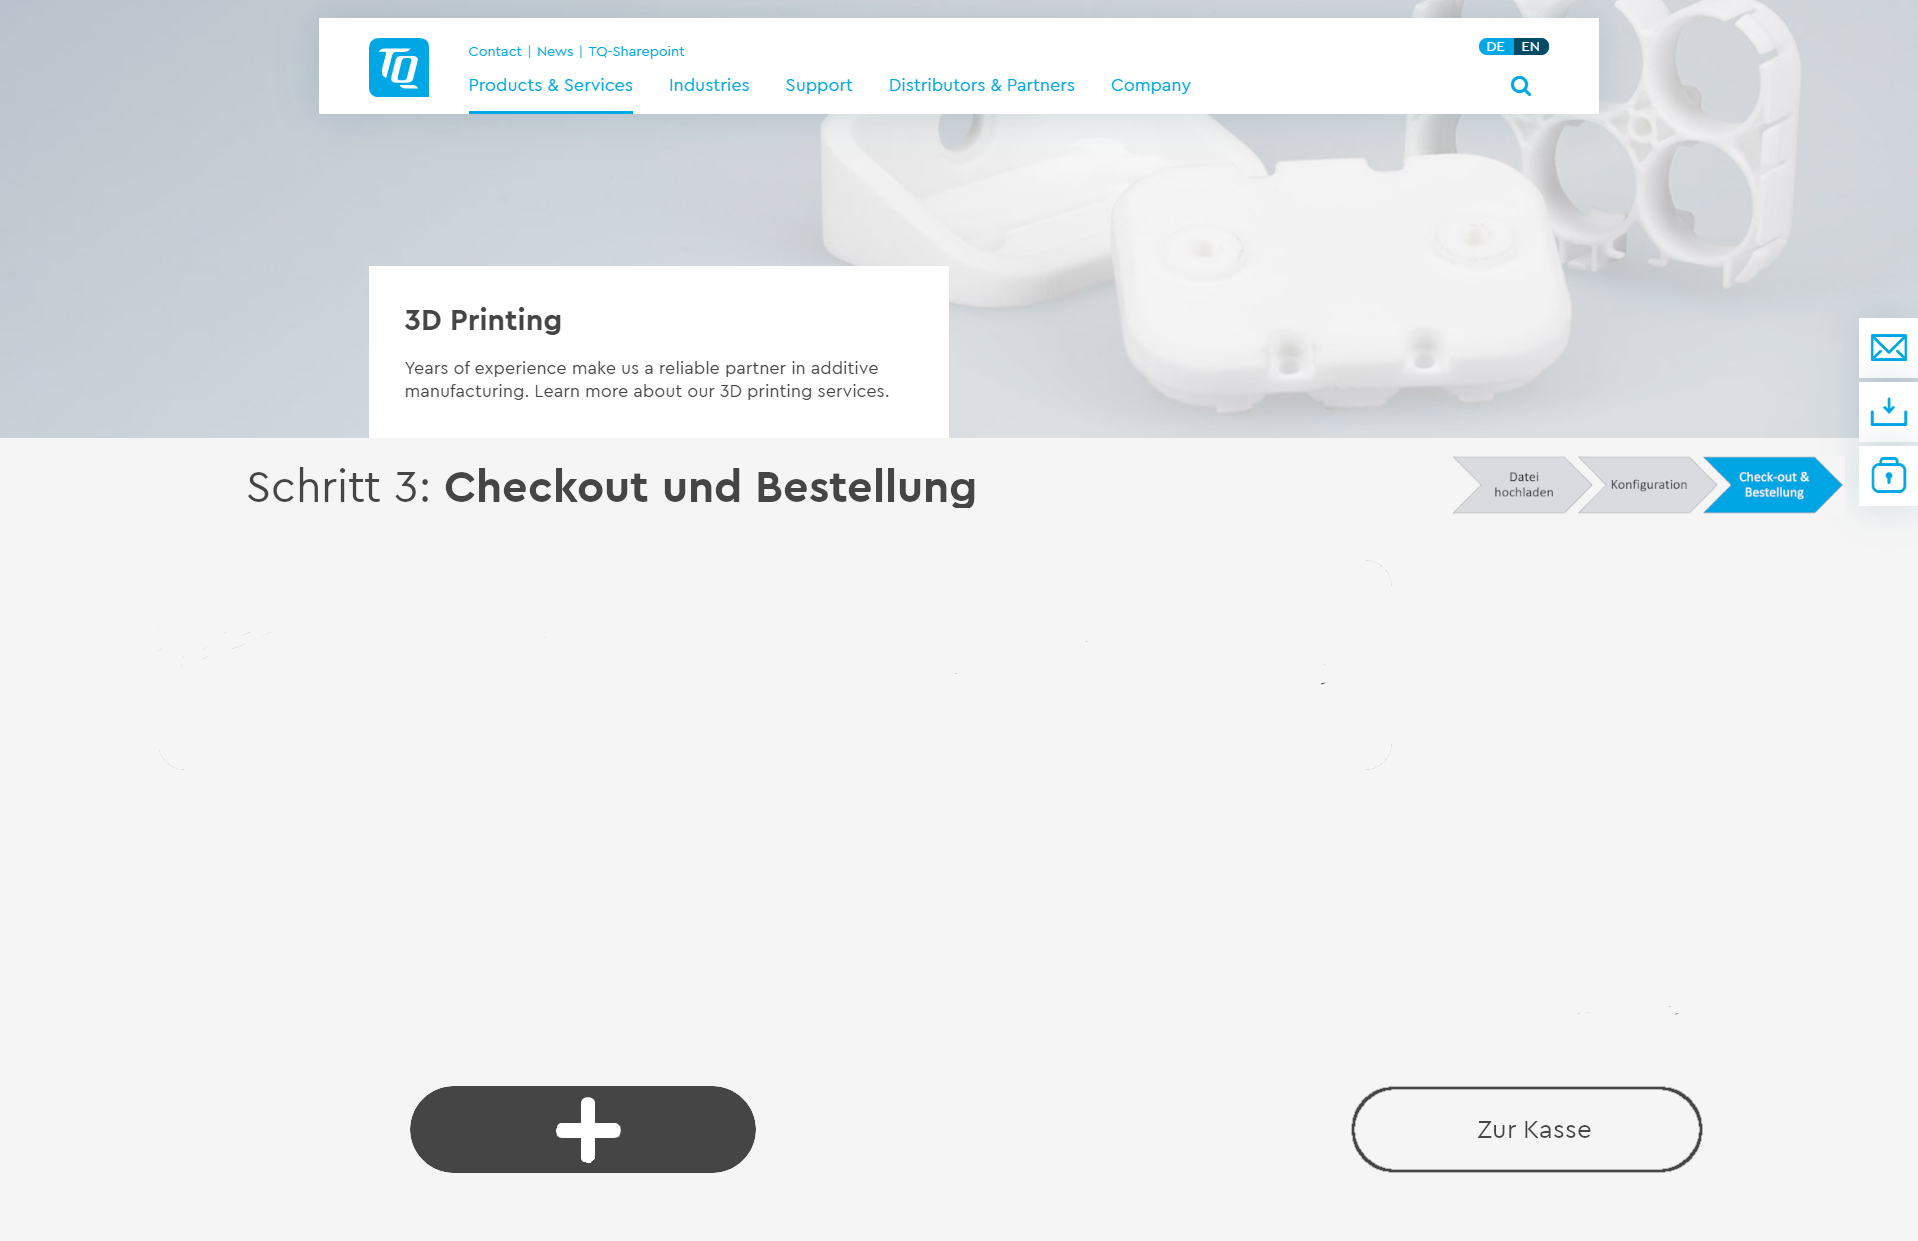 TQ
Contact | News | TQ-Sharepoint
DE EN
Products & Services Industries Support Distributors & Partners Company
3D Printing
Years of experience make us a reliable partner in additive
manufacturing. Learn more about our 3D printing services.
Schritt 3: Checkout und Bestellung
Datei
hochladen
Konfiguration
Check-out &
Bestellung
Zur Kasse